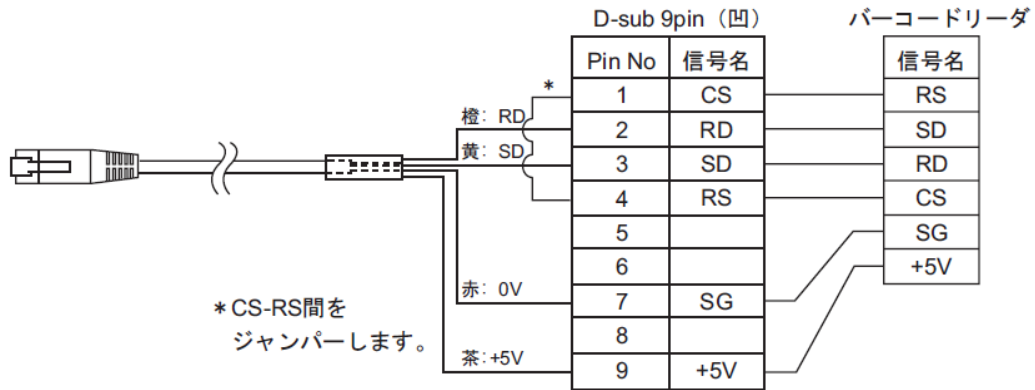 D-sub 9pin（凹）
バーコードリーダ
Pin No 信号名
信号名
*
1 CS
RS
橙：RD
2 RD
SD
黄：SD
3 SD
RD
4 RS
CS
5
SG
6
+5V
赤：0V
7 SG
8
茶：+5V
9 +5V
*CS-RS間を
ジャンパーします。